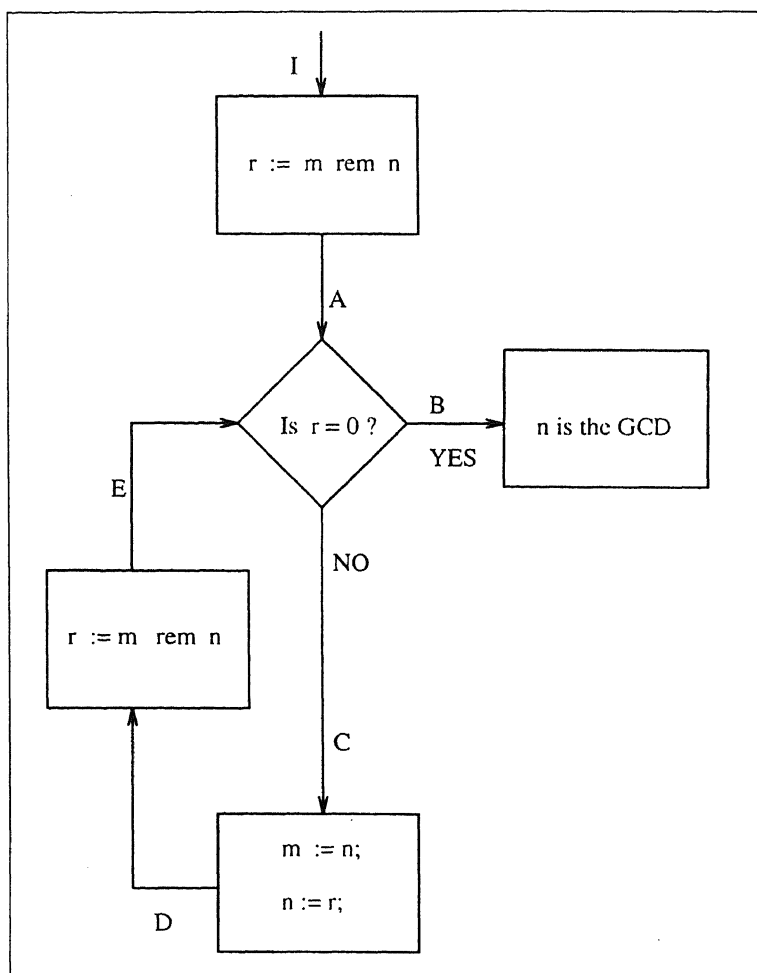 I
r := m rem n
A
Is r = 0 ?
B
YES
n is the GCD
E
NO
r := m rem n
C
m := n;
n := r;
D